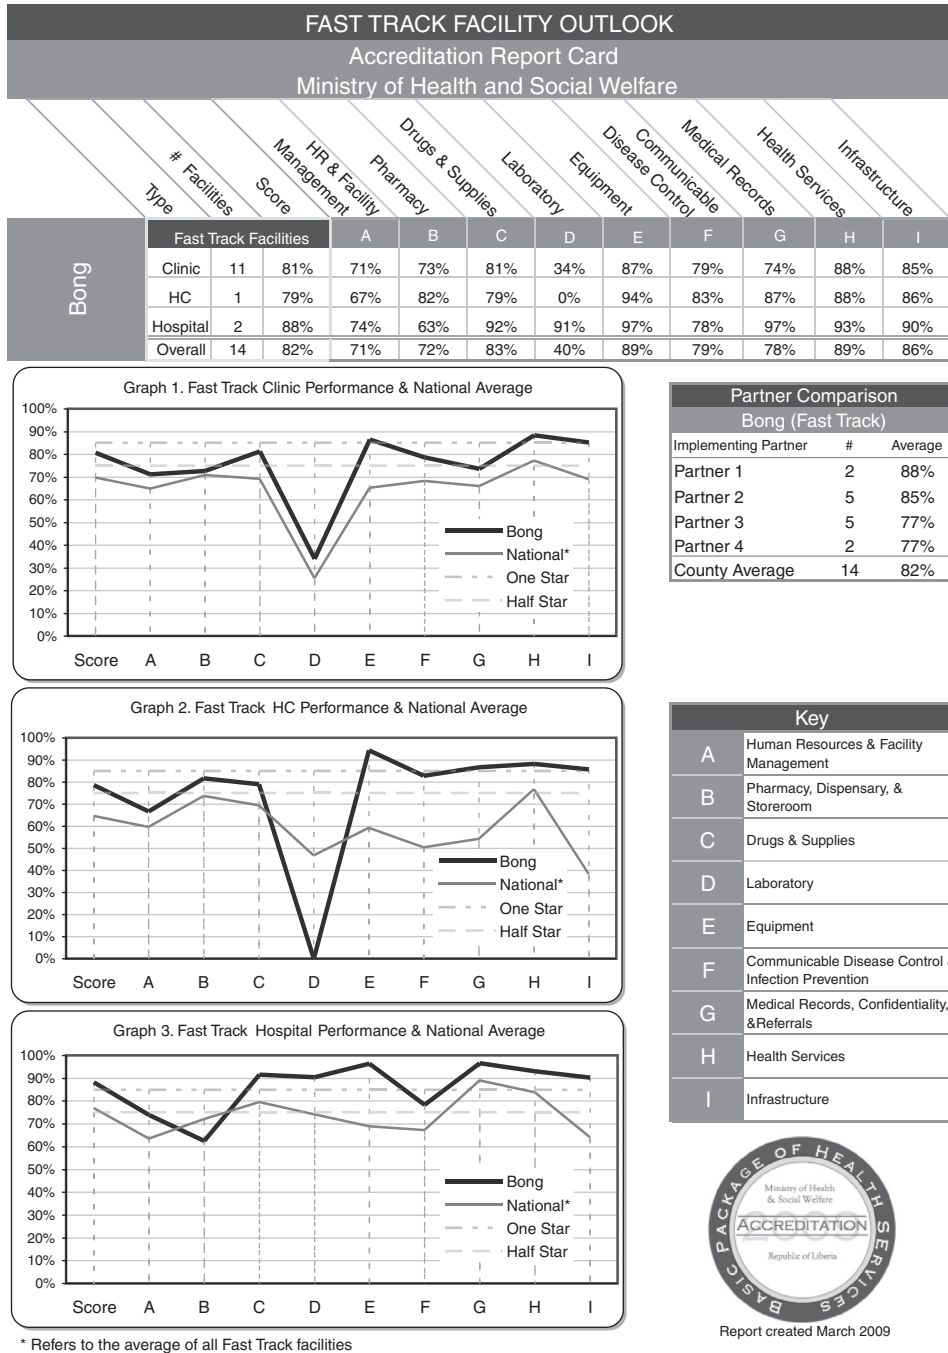 FAST TRACK FACILITY OUTLOOK
Accreditation Report Card
Ministry of Health and Social Welfare
Type
# Facilities
Score
HR & Facility
Management
Pharmacy
Drugs & Supplies
Laboratory
Equipment
Communicable
Disease Control
Medical Records
Health Services
Infrastructure
Bong
Fast Track Facilities A B C D E F G H I
Clinic 11 81% 71% 73% 81% 34% 87% 79% 74% 88% 85%
HC 1 79% 67% 82% 79% 0% 94% 83% 87% 88% 86%
Hospital 2 88% 74% 63% 92% 91% 97% 78% 97% 93% 90%
Overall 14 82% 71% 72% 83% 40% 89% 79% 78% 89% 86%
Graph 1. Fast Track Clinic Performance & National Average
100%
90%
80%
70%
60%
50%
40%
30%
20%
10%
0%
Bong
National*
One Star
Half Star
Score A B C D E F G H I
Partner Comparison
Bong (Fast Track)
Implementing Partner # Average
Partner 1 2 88%
Partner 2 5 85%
Partner 3 5 77%
Partner 4 2 77%
County Average 14 82%
Graph 2. Fast Track HC Performance & National Average
100%
90%
80%
70%
60%
50%
40%
30%
20%
10%
0%
Bong
National*
One Star
Half Star
Score A B C D E F G H I
Key
A Human Resources & Facility
Management
B Pharmacy, Dispensary, &
Storeroom
C Drugs & Supplies
D Laboratory
E Equipment
F Communicable Disease Control
Infection Prevention
G Medical Records, Confidentiality,
&Referrals
H Health Services
I Infrastructure
Graph 3. Fast Track Hospital Performance & National Average
100%
90%
80%
70%
60%
50%
40%
30%
20%
10%
0%
Bong
National*
One Star
Half Star
Score A B C D E F G H I
BASIC PACKAGE OF HEALTH SERVICES
Ministry of Health
& Social Welfare
2009
ACCREDITATION
Republic of Liberia
Report created March 2009
* Refers to the average of all Fast Track facilities